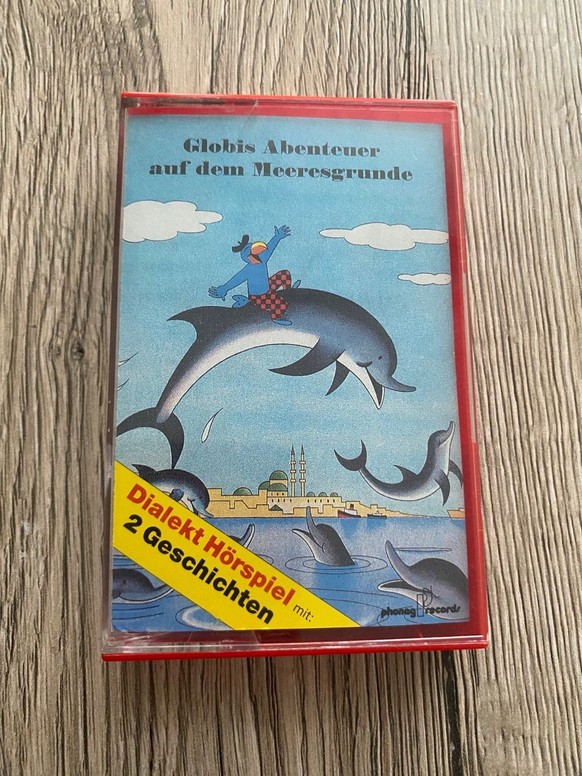 Globis Abenteuer
auf dem Meeresgrunde
Dialekt Hörspiel
2 Geschichten mit:
phonag records